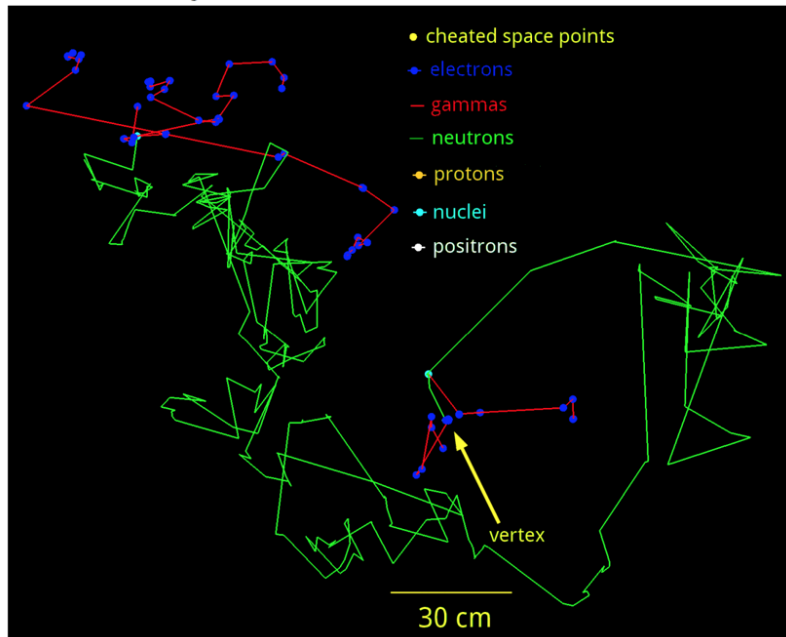 cheated space points
electrons
gammas
neutrons
protons
nuclei
positrons
vertex
30 cm